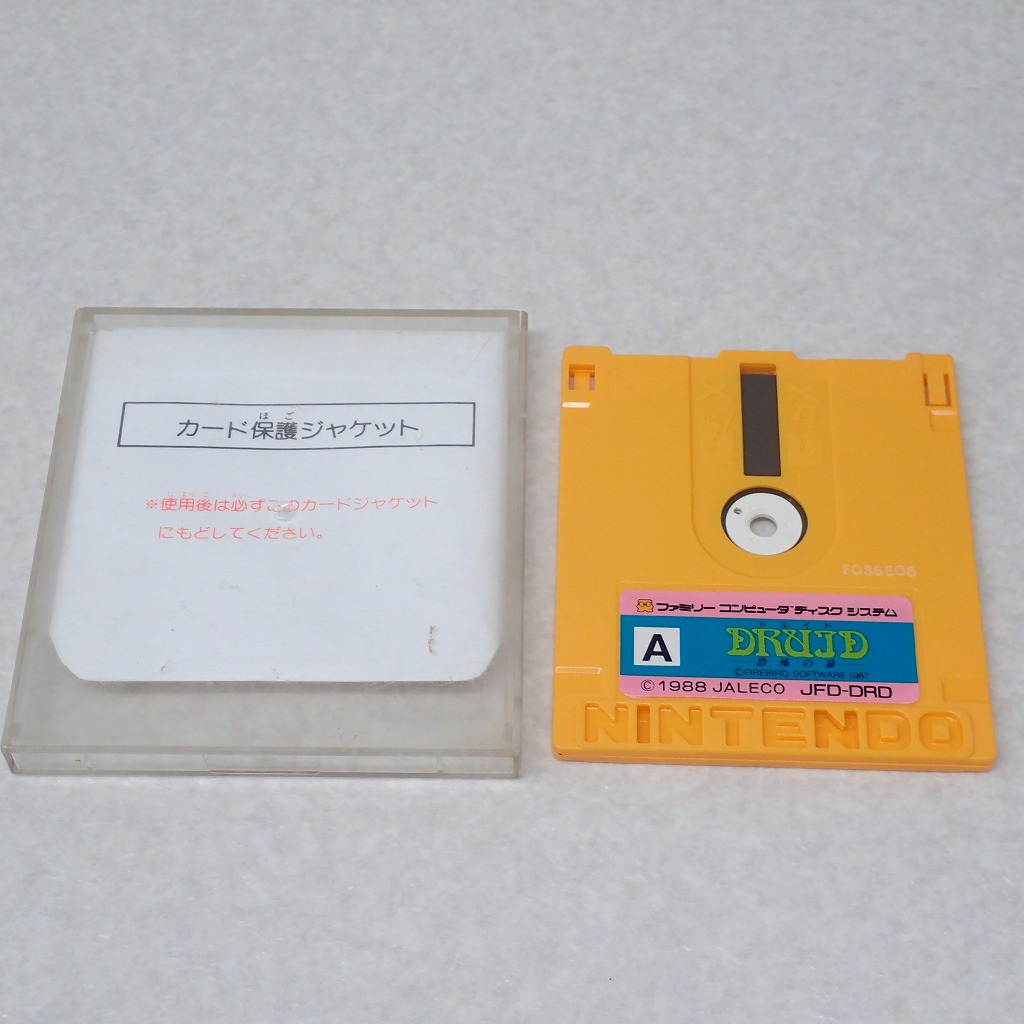 ほご
カード保護ジャケット
※使用後は必ずこのカードジャケット
にもどしてください。
F036E06
ファミリー コンピュータ ディスク システム
A
ドルイド
DRUID
恐怖の扉
©FIREBIRD SOFTWARE 1987
©1988 JALECO JFD-DRD
NINTENDO